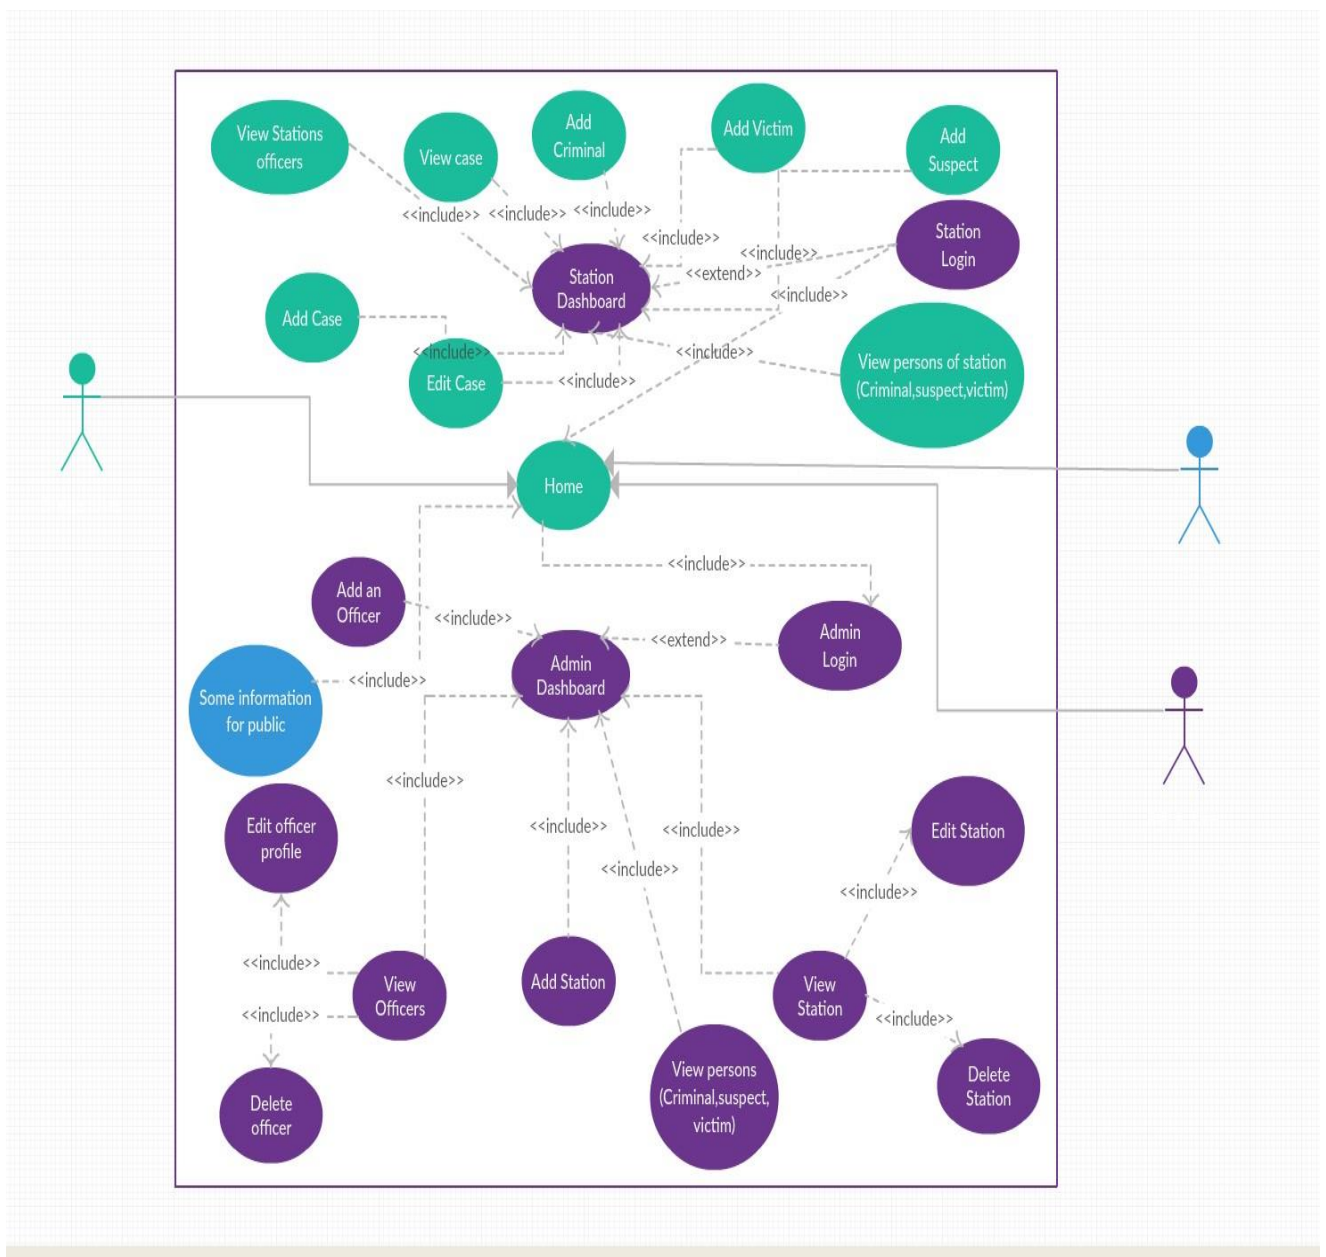 View Stations
officers
View case
Add
Criminal
Add Victim
Add
Suspect
<<include>>
<<include>>
<<include>>
<<include>>
<<include>>
Station
Login
<<extend>>
Station
Dashboard
<<include>>
Add Case
<<include>>
<<include>>
View persons of station
(Criminal,suspect,victim)
Edit Case
<<include>>
Home
<<include>>
Add an
Officer
<<include>>
<<extend>>
Admin
Login
Admin
Dashboard
<<include>>
Some information
for public
<<include>>
Edit officer
profile
<<include>>
<<include>>
Edit Station
<<include>>
<<include>>
<<include>>
View
Officers
Add Station
View
Station
<<include>>
<<include>>
<<include>>
View persons
(Criminal,suspect,
victim)
Delete
Station
Delete
officer